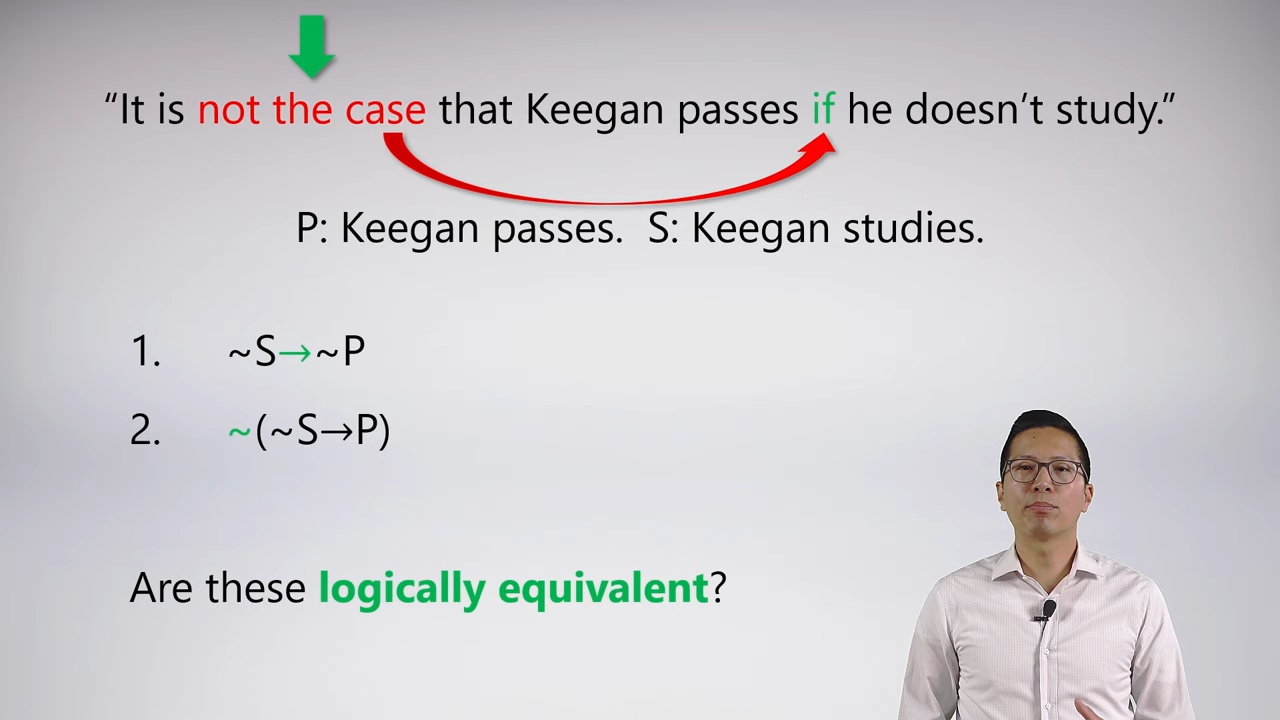 “It is not the case that Keegan passes if he doesn’t study.”
P: Keegan passes.  S: Keegan studies.
1. ~S→~P
2. ~(~S→P)
Are these logically equivalent?